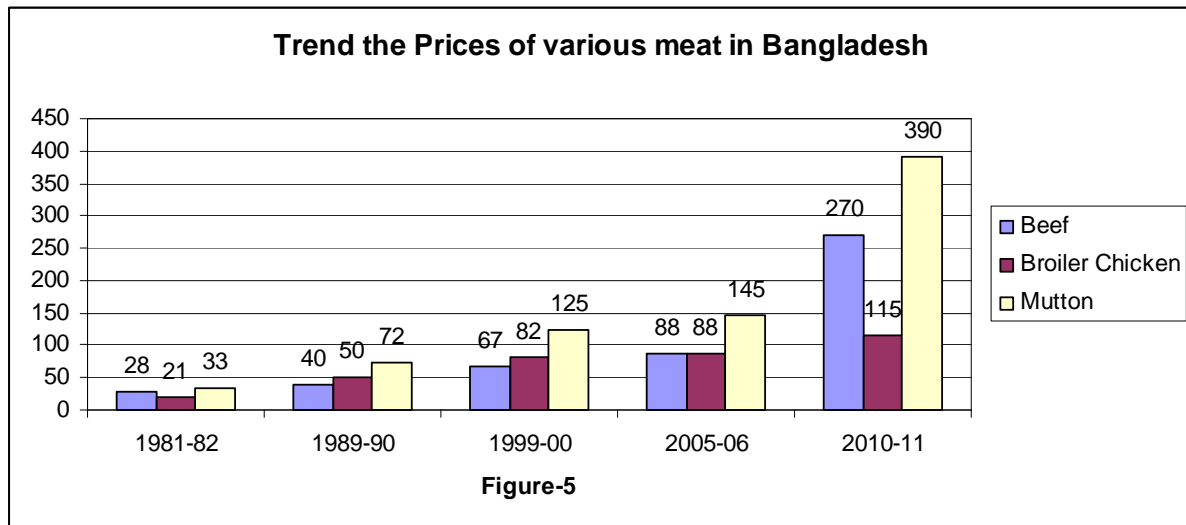 Trend the Prices of various meat in Bangladesh
450
400
350
300
250
200
150
100
50
0
28 21 33
40 50 72
67 82 125
88 88 145
270 115 390
1981-82 1989-90 1999-00 2005-06 2010-11
Beef
Broiler Chicken
Mutton
Figure-5